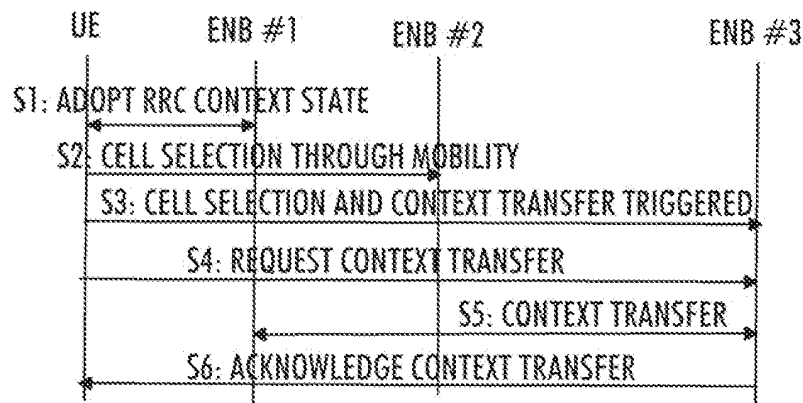 UE ENB #1 ENB #2 ENB #3
S1: ADOPT RRC CONTEXT STATE
S2: CELL SELECTION THROUGH MOBILITY
S3: CELL SELECTION AND CONTEXT TRANSFER TRIGGERED
S4: REQUEST CONTEXT TRANSFER
S5: CONTEXT TRANSFER
S6: ACKNOWLEDGE CONTEXT TRANSFER